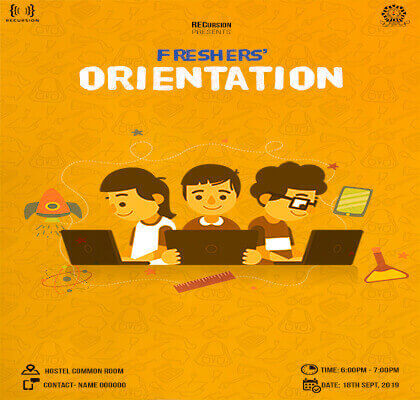 {(())}
RECURSION
RECURSION
PRESENTS
FRESHERS'
ORIENTATION
HOSTEL COMMON ROOM
CONTACT- NAME 000000
TIME: 6:00PM - 7:00PM
DATE: 18TH SEPT, 2019